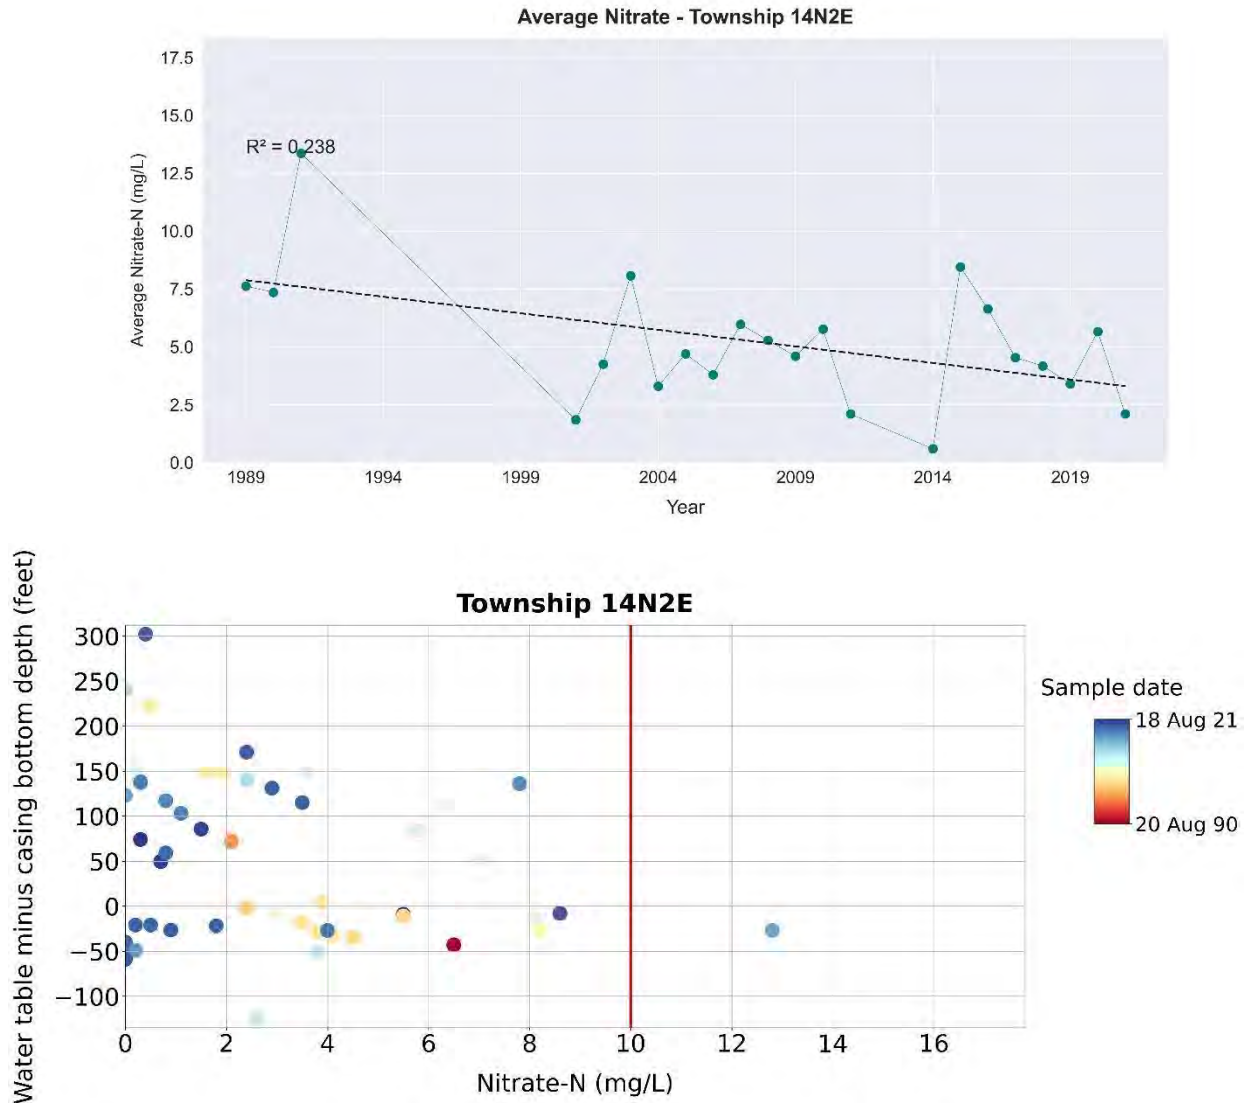 Average Nitrate - Township 14N2E
17.5
15.0
12.5
10.0
7.5
5.0
2.5
0.0
Average Nitrate-N (mg/L)
R² = 0.238
1989 1994 1999 2004 2009 2014 2019
Year
Township 14N2E
Water table minus casing bottom depth (feet)
300
250
200
150
100
50
0
−50
−100
0 2 4 6 8 10 12 14 16
Nitrate-N (mg/L)
Sample date
18 Aug 21
20 Aug 90